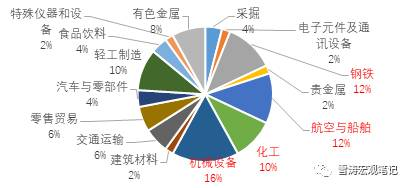 采掘
4%
电子元件及通
讯设备
2%
钢铁
12%
贵金属
2%
航空与船舶
12%
化工
10%
机械设备
16%
建筑材料
2%
交通运输
6%
零售贸易
6%
汽车与零部件
4%
轻工制造
10%
食品饮料
4%
特殊仪器和设
备
2%
有色金属
8%
雪涛宏观笔记